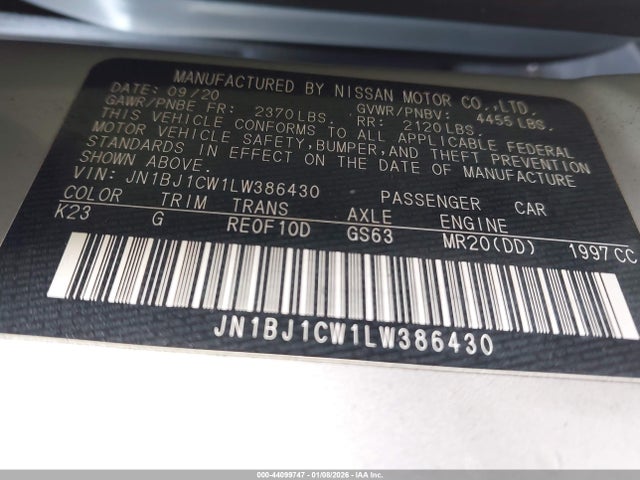 MANUFACTURED BY NISSAN MOTOR CO.,LTD.
DATE: 09/20
GAWR/PNBE FR: 2370LBS. GVWR/PNBV: 4455LBS.
RR: 2120LBS.
THIS VEHICLE CONFORMS TO ALL APPLICABLE FEDERAL
MOTOR VEHICLE SAFETY, BUMPER, AND THEFT PREVENTION
STANDARDS IN EFFECT ON THE DATE OF MANUFACTURE
SHOWN ABOVE.
VIN: JN1BJ1CW1LW386430 PASSENGER CAR
COLOR TRIM TRANS AXLE ENGINE
K23 G RE0F10D GS63 MR20(DD) 1997CC
JN1BJ1CW1LW386430
000-44099747 - 01/08/2026 - IAA, Inc.